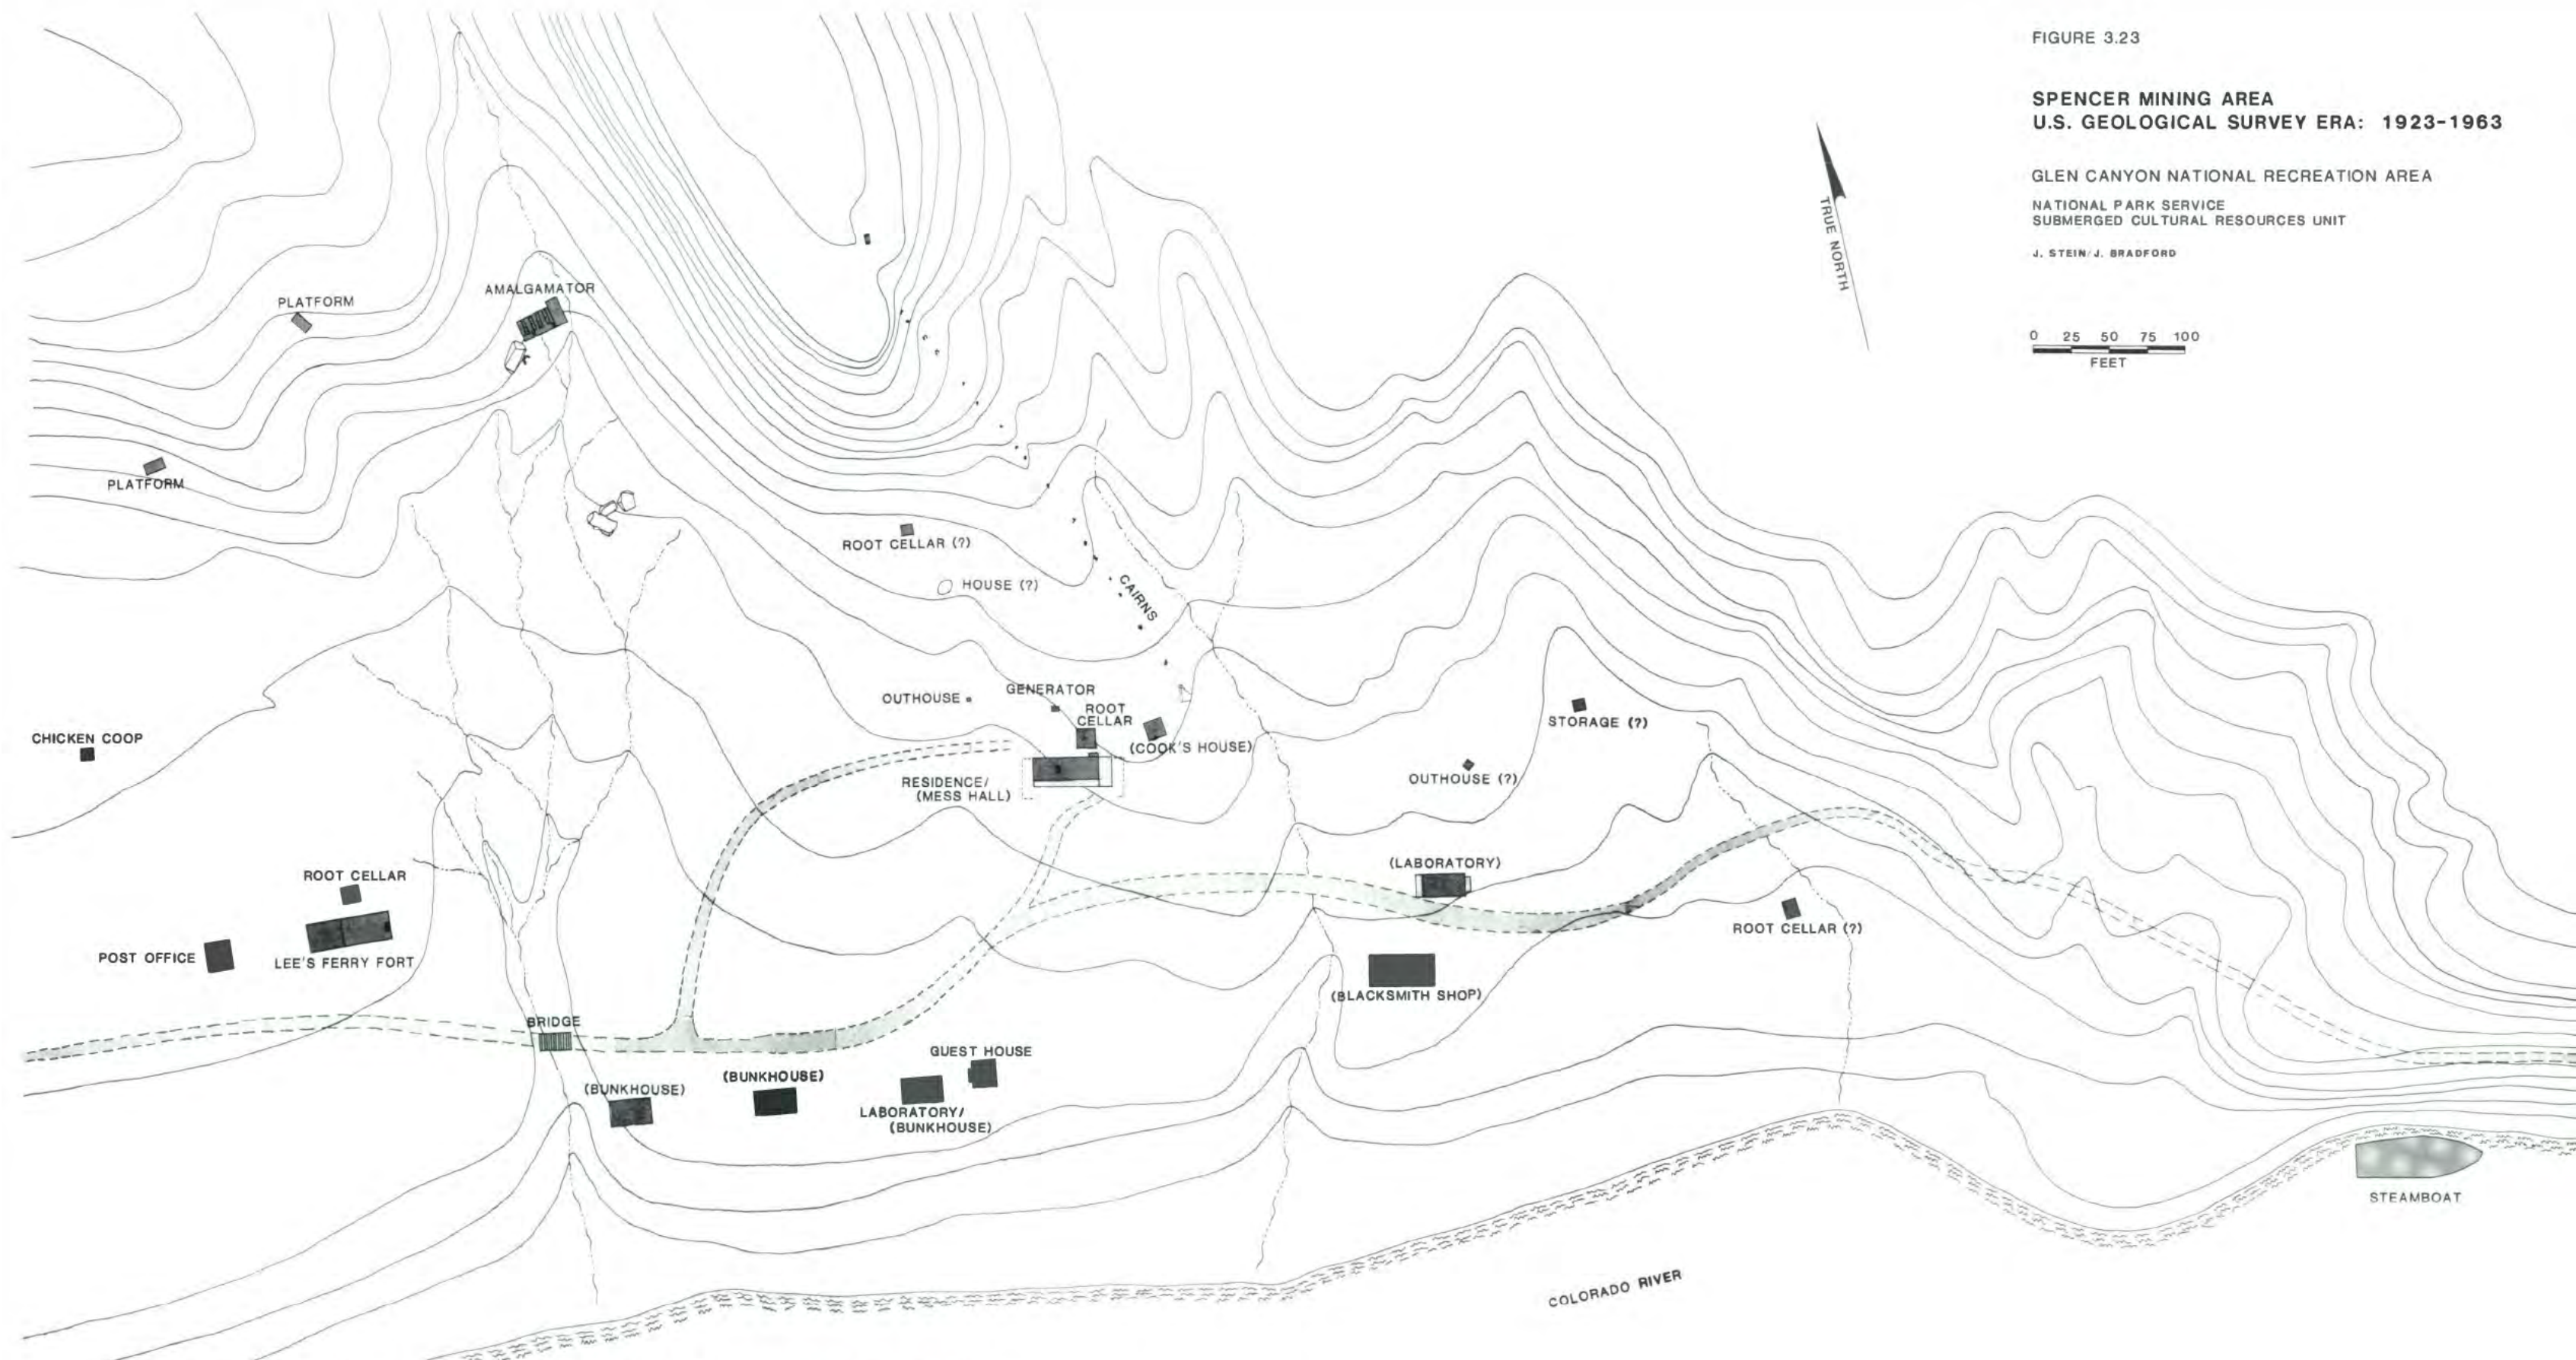 FIGURE 3.23
SPENCER MINING AREA
U.S. GEOLOGICAL SURVEY ERA: 1923-1963
GLEN CANYON NATIONAL RECREATION AREA
NATIONAL PARK SERVICE
SUBMERGED CULTURAL RESOURCES UNIT
J. STEIN/J. BRADFORD
TRUE NORTH
0 25 50 75 100
FEET
AMALGAMATOR
PLATFORM
PLATFORM
ROOT CELLAR (?)
HOUSE (?)
CAIRNS
OUTHOUSE
GENERATOR
ROOT
CELLAR
(COOK'S HOUSE)
RESIDENCE/
(MESS HALL)
STORAGE (?)
OUTHOUSE (?)
CHICKEN COOP
(LABORATORY)
ROOT CELLAR
ROOT CELLAR (?)
POST OFFICE
LEE'S FERRY FORT
(BLACKSMITH SHOP)
BRIDGE
GUEST HOUSE
(BUNKHOUSE)
(BUNKHOUSE)
LABORATORY/
(BUNKHOUSE)
STEAMBOAT
COLORADO RIVER